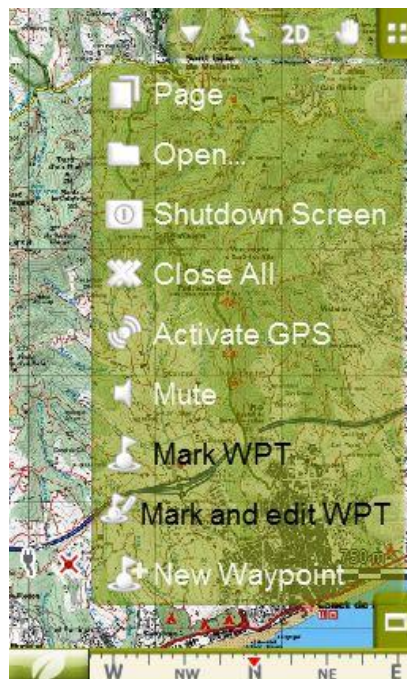 2D
Page
Open...
Shutdown Screen
Close All
Activate GPS
Mute
Mark WPT
Mark and edit WPT
750 m
New Waypoint
W NW N NE E